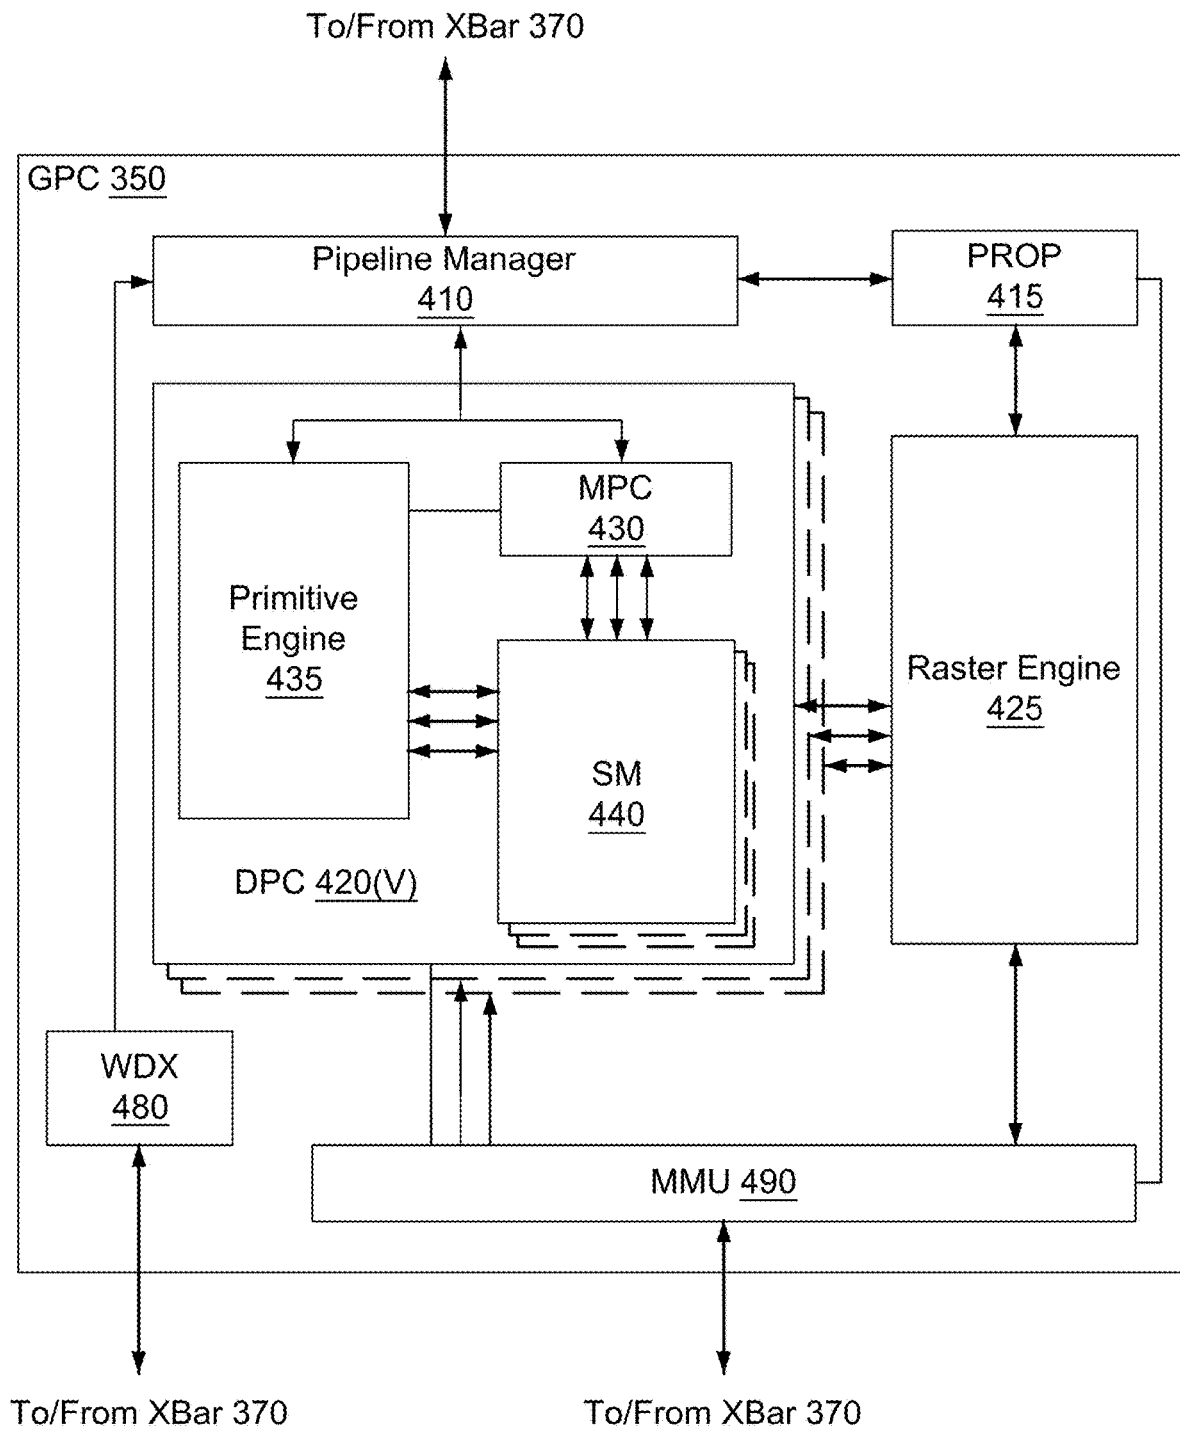 To/From XBar 370
GPC 350
Pipeline Manager
410
PROP
415
MPC
430
Primitive
Engine
435
Raster Engine
425
SM
440
DPC 420(V)
WDX
480
MMU 490
To/From XBar 370
To/From XBar 370